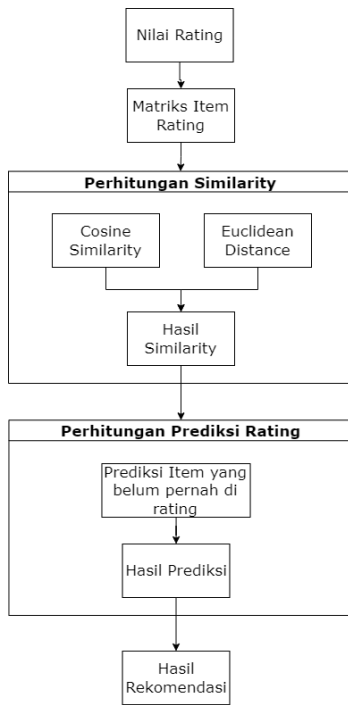 Nilai Rating
Matriks Item
Rating
Perhitungan Similarity
Cosine
Similarity
Euclidean
Distance
Hasil
Similarity
Perhitungan Prediksi Rating
Prediksi Item yang
belum pernah di
rating
Hasil Prediksi
Hasil
Rekomendasi